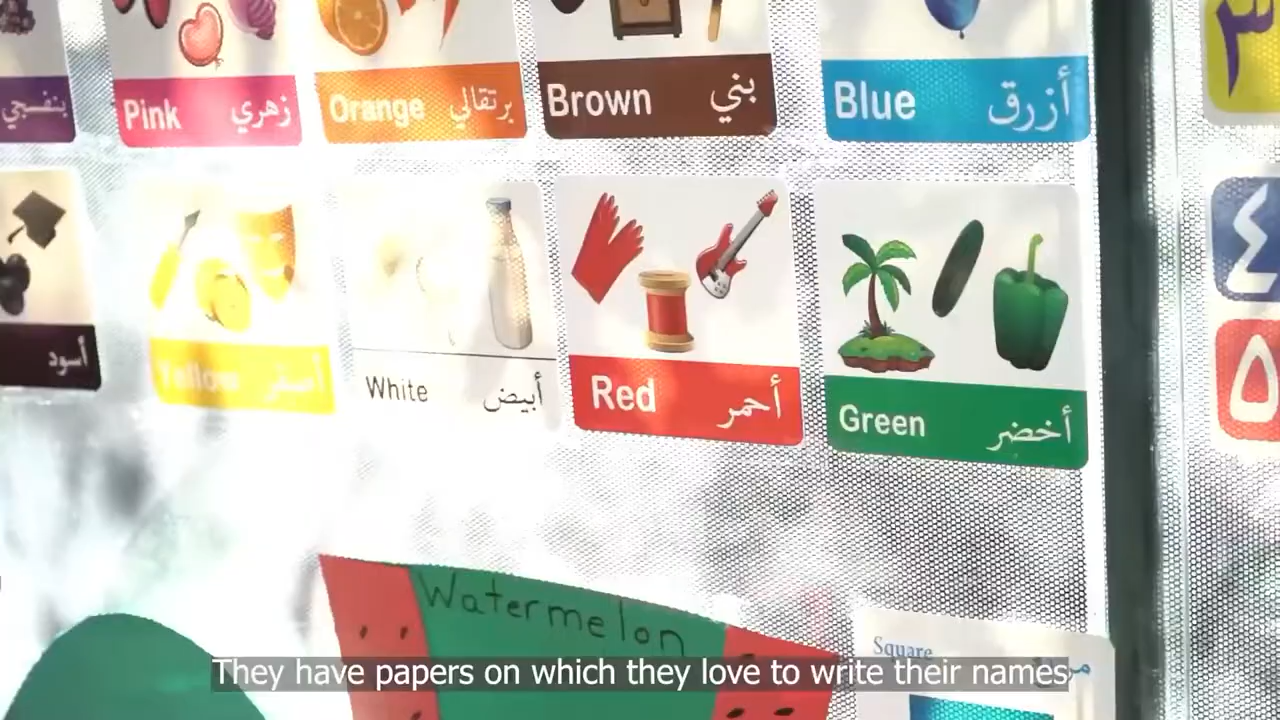 بنفسجي
Pink زهري
Orange برتقالي
Brown بني
Blue أزرق
٣
أسود
Yellow أصفر
White أبيض
Red أحمر
Green أخضر
٤
٥
Watermelon
Square
They have papers on which they love to write their names